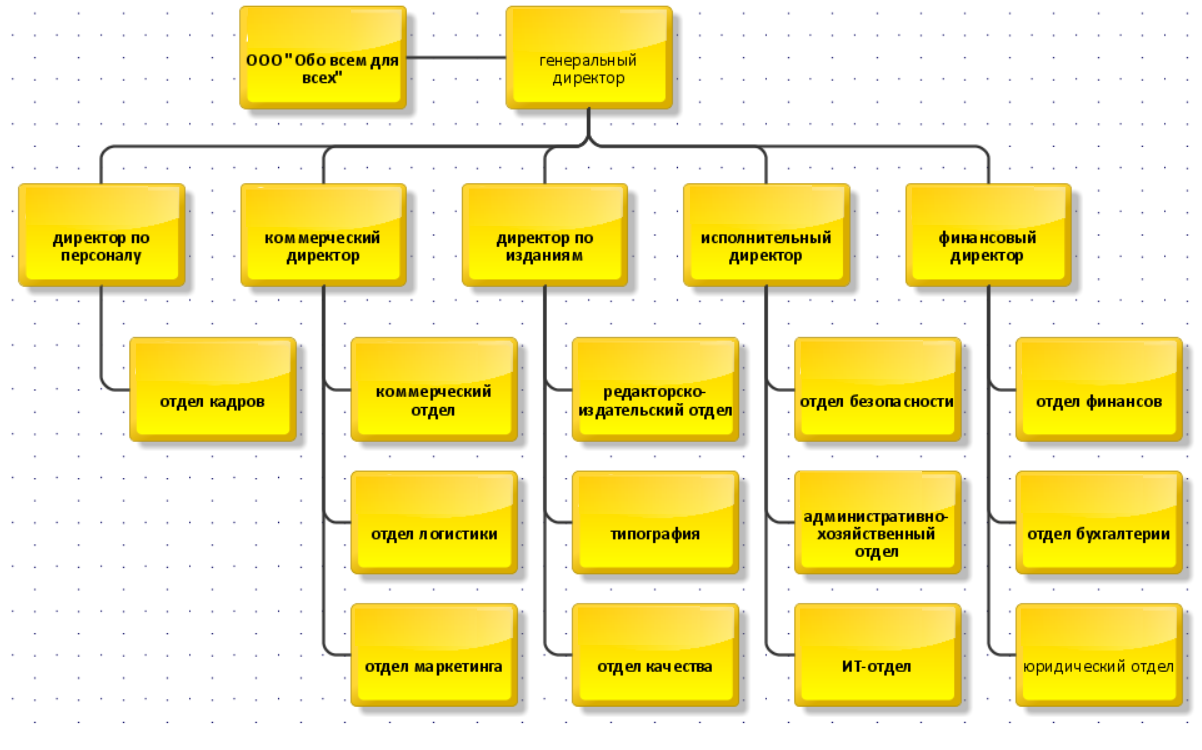 ООО "Обо всем для
всех"
генеральный
директор
директор по
персоналу
коммерческий
директор
директор по
изданиям
исполнительный
директор
финансовый
директор
отдел кадров
коммерческий
отдел
редакторско-
издательский отдел
отдел безопасности
отдел финансов
отдел логистики
типография
административно-
хозяйственный
отдел
отдел бухгалтерии
отдел маркетинга
отдел качества
ИТ-отдел
юридический отдел